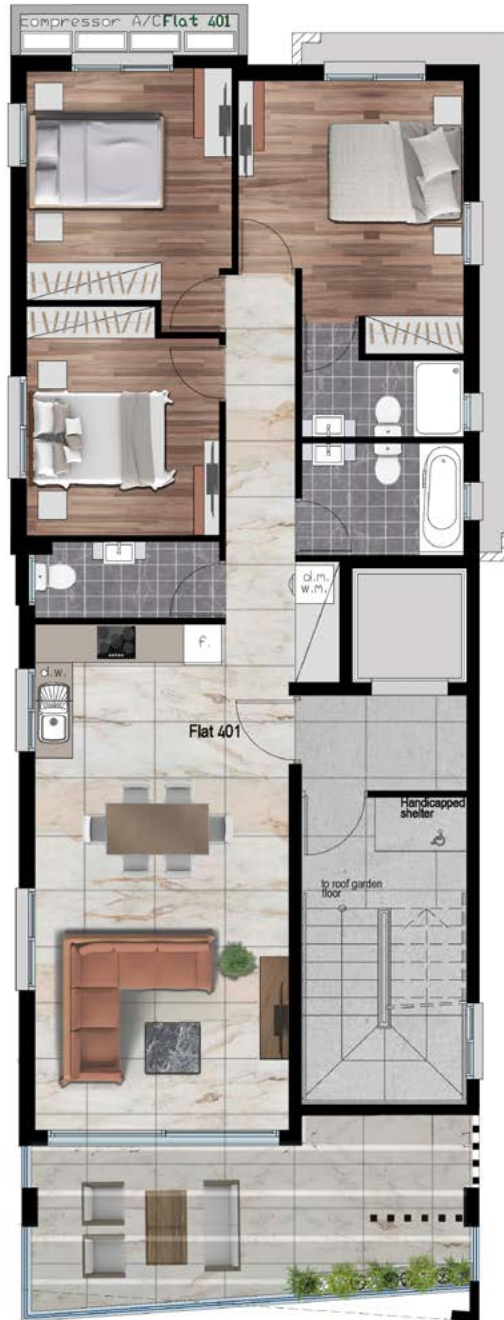 compressor A/C Flat 401
d.m.
w.m.
f.
d.w.
Flat 401
Handicapped
shelter
to roof garden
floor